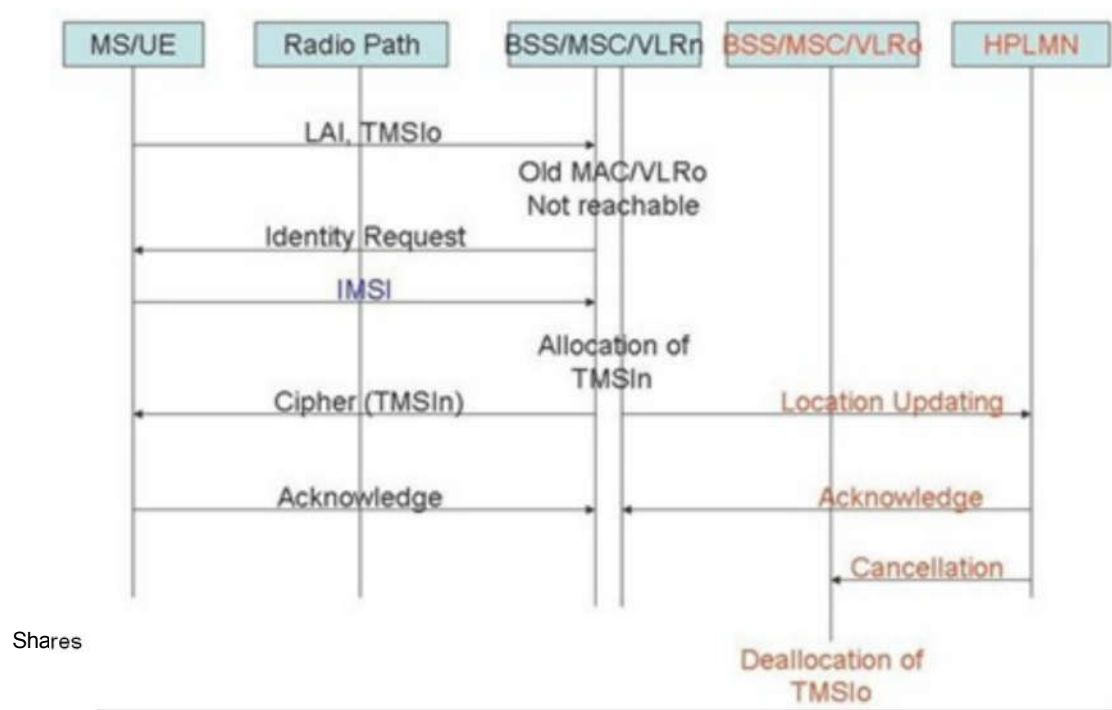 MS/UE
Radio Path
BSS/MSC/VLRn
BSS/MSC/VLRo
HPLMN
LAI, TMSIo
Old MAC/VLRo
Not reachable
Identity Request
IMSI
Allocation of
TMSIn
Cipher (TMSIn)
Location Updating
Acknowledge
Acknowledge
Cancellation
Shares
Deallocation of
TMSIo